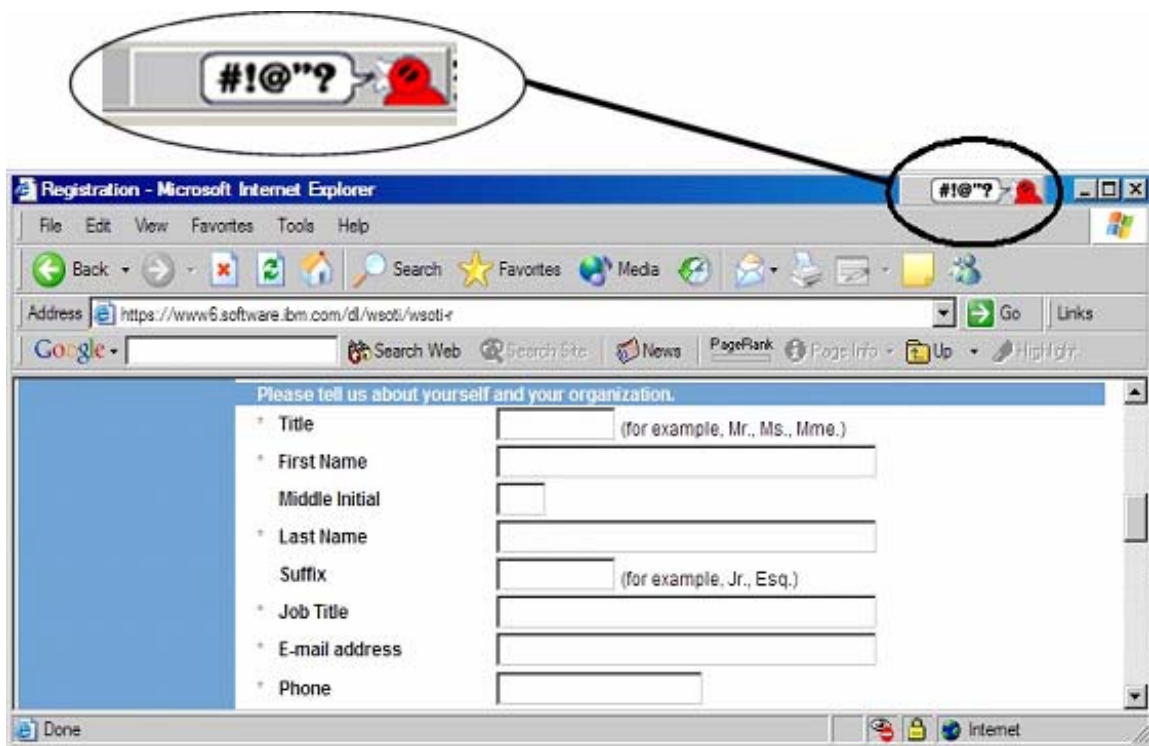 #!@"?
Registration - Microsoft Internet Explorer
#!@"?
File Edit View Favorites Tools Help
Back Search Favorites Media
Address https://www6.software.ibm.com/dl/wsoti/wsoti-r Go Links
Google Search Web Search Site News PageRank Page Info Up Highlight
Please tell us about yourself and your organization.
* Title (for example, Mr., Ms., Mme.)
* First Name
Middle Initial
* Last Name
Suffix (for example, Jr., Esq.)
* Job Title
* E-mail address
* Phone
Done Internet